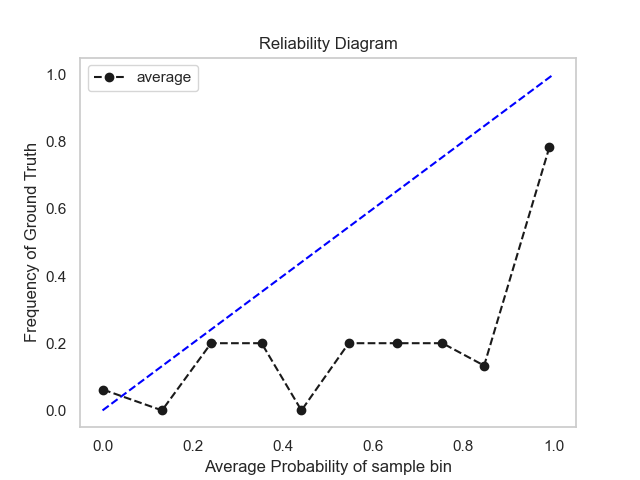 Reliability Diagram
average
Frequency of Ground Truth
1.0
0.8
0.6
0.4
0.2
0.0
0.0 0.2 0.4 0.6 0.8 1.0
Average Probability of sample bin